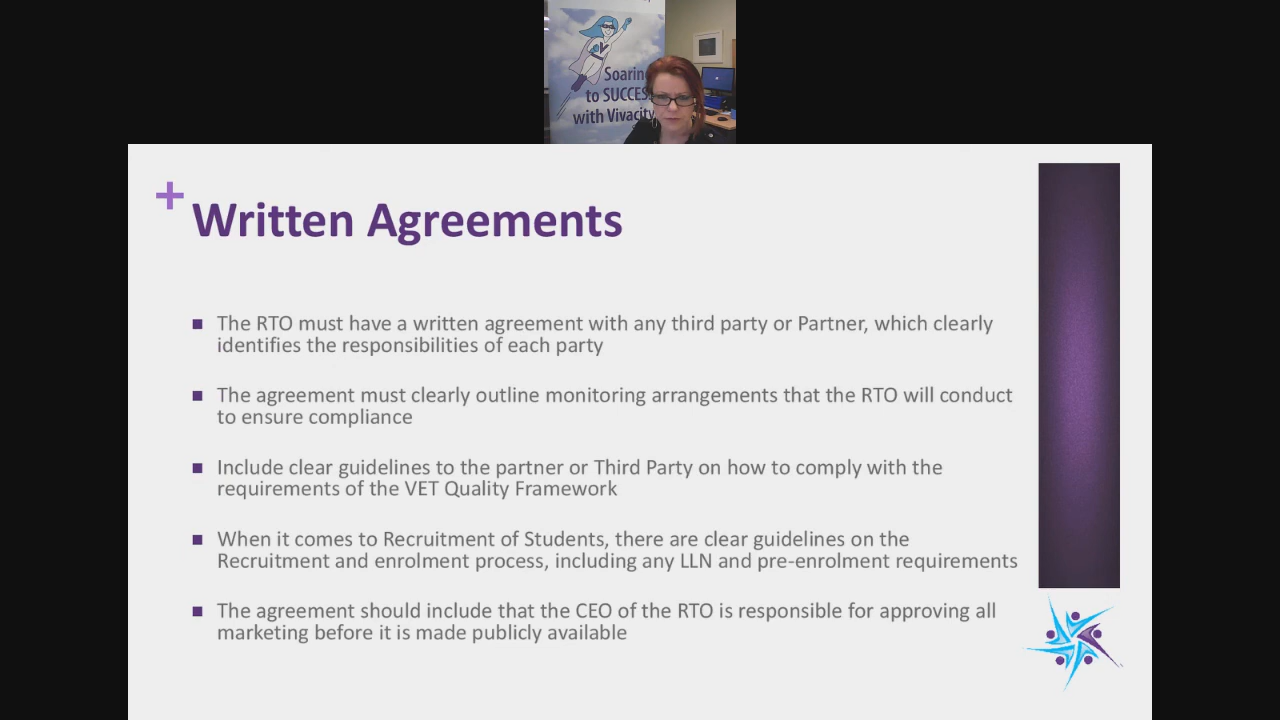 Soaring
to SUCCES
with Vivacity
+
Written Agreements
■ The RTO must have a written agreement with any third party or Partner, which clearly
identifies the responsibilities of each party
■ The agreement must clearly outline monitoring arrangements that the RTO will conduct
to ensure compliance
■ Include clear guidelines to the partner or Third Party on how to comply with the
requirements of the VET Quality Framework
■ When it comes to Recruitment of Students, there are clear guidelines on the
Recruitment and enrolment process, including any LLN and pre-enrolment requirements
■ The agreement should include that the CEO of the RTO is responsible for approving all
marketing before it is made publicly available